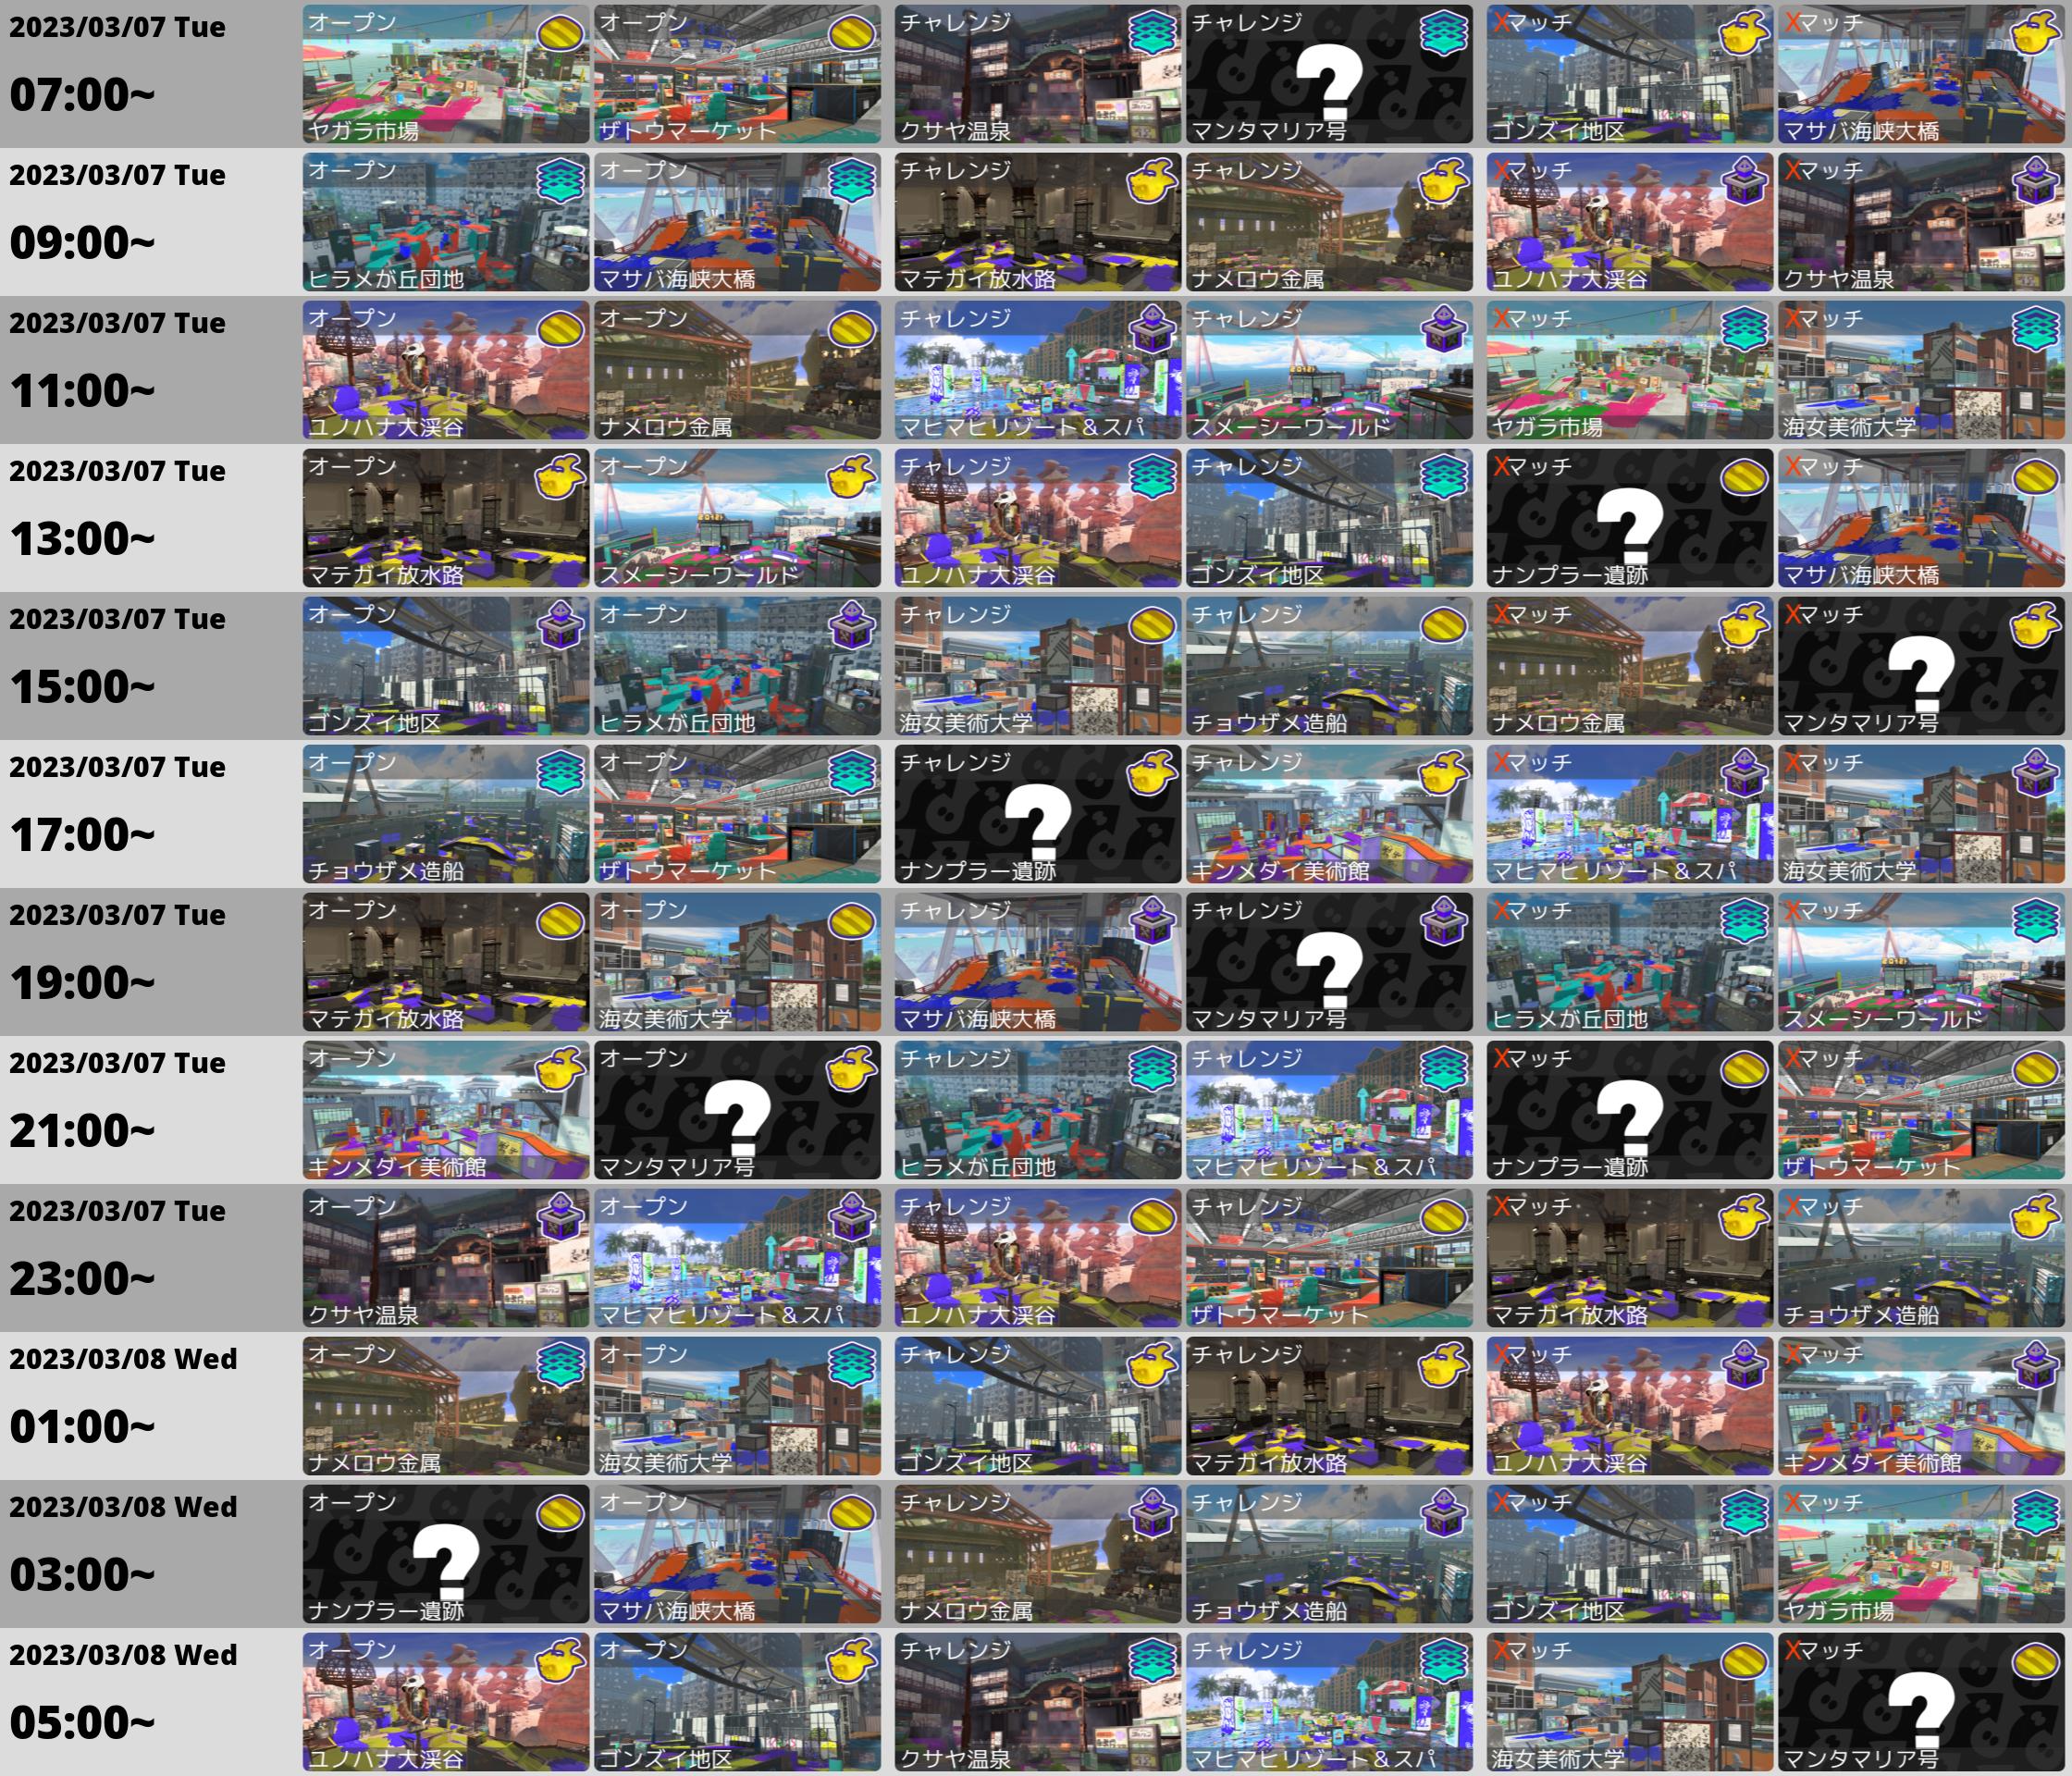 2023/03/07 Tue
07:00~
オープン
ヤガラ市場
オープン
ザトウマーケット
チャレンジ
クサヤ温泉
チャレンジ
?
マンタマリア号
Xマッチ
ゴンズイ地区
Xマッチ
マサバ海峡大橋
2023/03/07 Tue
09:00~
オープン
ヒラメが丘団地
オープン
マサバ海峡大橋
チャレンジ
マテガイ放水路
チャレンジ
ナメロウ金属
Xマッチ
ユノハナ大渓谷
Xマッチ
クサヤ温泉
2023/03/07 Tue
11:00~
オープン
ユノハナ大渓谷
オープン
ナメロウ金属
チャレンジ
マヒマヒリゾート&スパ
チャレンジ
スメーシーワールド
Xマッチ
ヤガラ市場
Xマッチ
海女美術大学
2023/03/07 Tue
13:00~
オープン
マテガイ放水路
オープン
スメーシーワールド
チャレンジ
ユノハナ大渓谷
チャレンジ
ゴンズイ地区
Xマッチ
?
ナンプラー遺跡
Xマッチ
マサバ海峡大橋
2023/03/07 Tue
15:00~
オープン
ゴンズイ地区
オープン
ヒラメが丘団地
チャレンジ
海女美術大学
チャレンジ
チョウザメ造船
Xマッチ
ナメロウ金属
Xマッチ
?
マンタマリア号
2023/03/07 Tue
17:00~
オープン
チョウザメ造船
オープン
ザトウマーケット
チャレンジ
?
ナンプラー遺跡
チャレンジ
キンメダイ美術館
Xマッチ
マヒマヒリゾート&スパ
Xマッチ
海女美術大学
2023/03/07 Tue
19:00~
オープン
マテガイ放水路
オープン
海女美術大学
チャレンジ
マサバ海峡大橋
チャレンジ
?
マンタマリア号
Xマッチ
ヒラメが丘団地
Xマッチ
スメーシーワールド
2023/03/07 Tue
21:00~
オープン
キンメダイ美術館
オープン
?
マンタマリア号
チャレンジ
ヒラメが丘団地
チャレンジ
マヒマヒリゾート&スパ
Xマッチ
?
ナンプラー遺跡
Xマッチ
ザトウマーケット
2023/03/07 Tue
23:00~
オープン
クサヤ温泉
オープン
マヒマヒリゾート&スパ
チャレンジ
ユノハナ大渓谷
チャレンジ
ザトウマーケット
Xマッチ
マテガイ放水路
Xマッチ
チョウザメ造船
2023/03/08 Wed
01:00~
オープン
ナメロウ金属
オープン
海女美術大学
チャレンジ
ゴンズイ地区
チャレンジ
マテガイ放水路
Xマッチ
ユノハナ大渓谷
Xマッチ
キンメダイ美術館
2023/03/08 Wed
03:00~
オープン
?
ナンプラー遺跡
オープン
マサバ海峡大橋
チャレンジ
ナメロウ金属
チャレンジ
チョウザメ造船
Xマッチ
ゴンズイ地区
Xマッチ
ヤガラ市場
2023/03/08 Wed
05:00~
オープン
ユノハナ大渓谷
オープン
ゴンズイ地区
チャレンジ
クサヤ温泉
チャレンジ
マヒマヒリゾート&スパ
Xマッチ
海女美術大学
Xマッチ
?
マンタマリア号